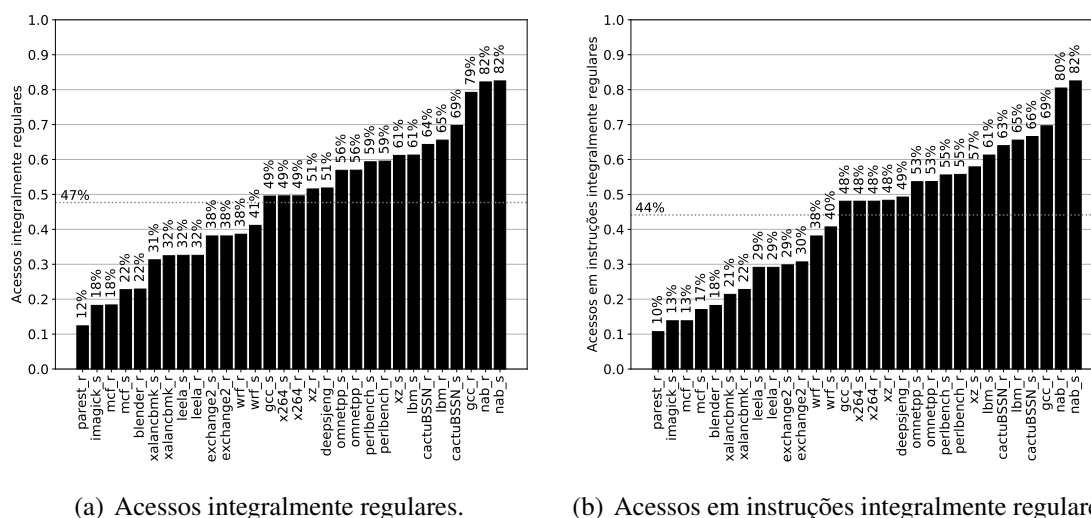 Acessos integralmente regulares
1.0
0.9
0.8
0.7
0.6
0.5
0.4
0.3
0.2
0.1
0.0
47%
12%
18%
18%
22%
22%
31%
32%
32%
32%
38%
38%
38%
41%
49%
49%
49%
51%
51%
56%
56%
59%
59%
61%
61%
64%
65%
69%
79%
82%
82%
parest_r
imagick_s
mcf_r
mcf_s
blender_r
xalancbmk_s
xalancbmk_r
leela_s
leela_r
exchange2_s
exchange2_r
wrf_r
wrf_s
gcc_s
x264_s
x264_r
xz_r
deepsjeng_r
omnetpp_s
omnetpp_r
perlbench_s
perlbench_r
xz_s
lbm_s
cactuBSSN_r
lbm_r
cactuBSSN_s
gcc_r
nab_r
nab_s
(a) Acessos integralmente regulares.
Acessos em instruções integralmente regulares
1.0
0.9
0.8
0.7
0.6
0.5
0.4
0.3
0.2
0.1
0.0
44%
10%
13%
13%
17%
18%
21%
22%
29%
29%
29%
30%
38%
40%
48%
48%
48%
48%
49%
53%
53%
55%
55%
57%
61%
63%
65%
66%
69%
80%
82%
parest_r
imagick_s
mcf_r
mcf_s
blender_r
xalancbmk_s
xalancbmk_r
leela_s
leela_r
exchange2_s
exchange2_r
wrf_r
wrf_s
gcc_s
x264_s
x264_r
xz_r
deepsjeng_r
omnetpp_s
omnetpp_r
perlbench_s
perlbench_r
xz_s
lbm_s
cactuBSSN_r
lbm_r
cactuBSSN_s
gcc_r
nab_r
nab_s
(b) Acessos em instruções integralmente regular